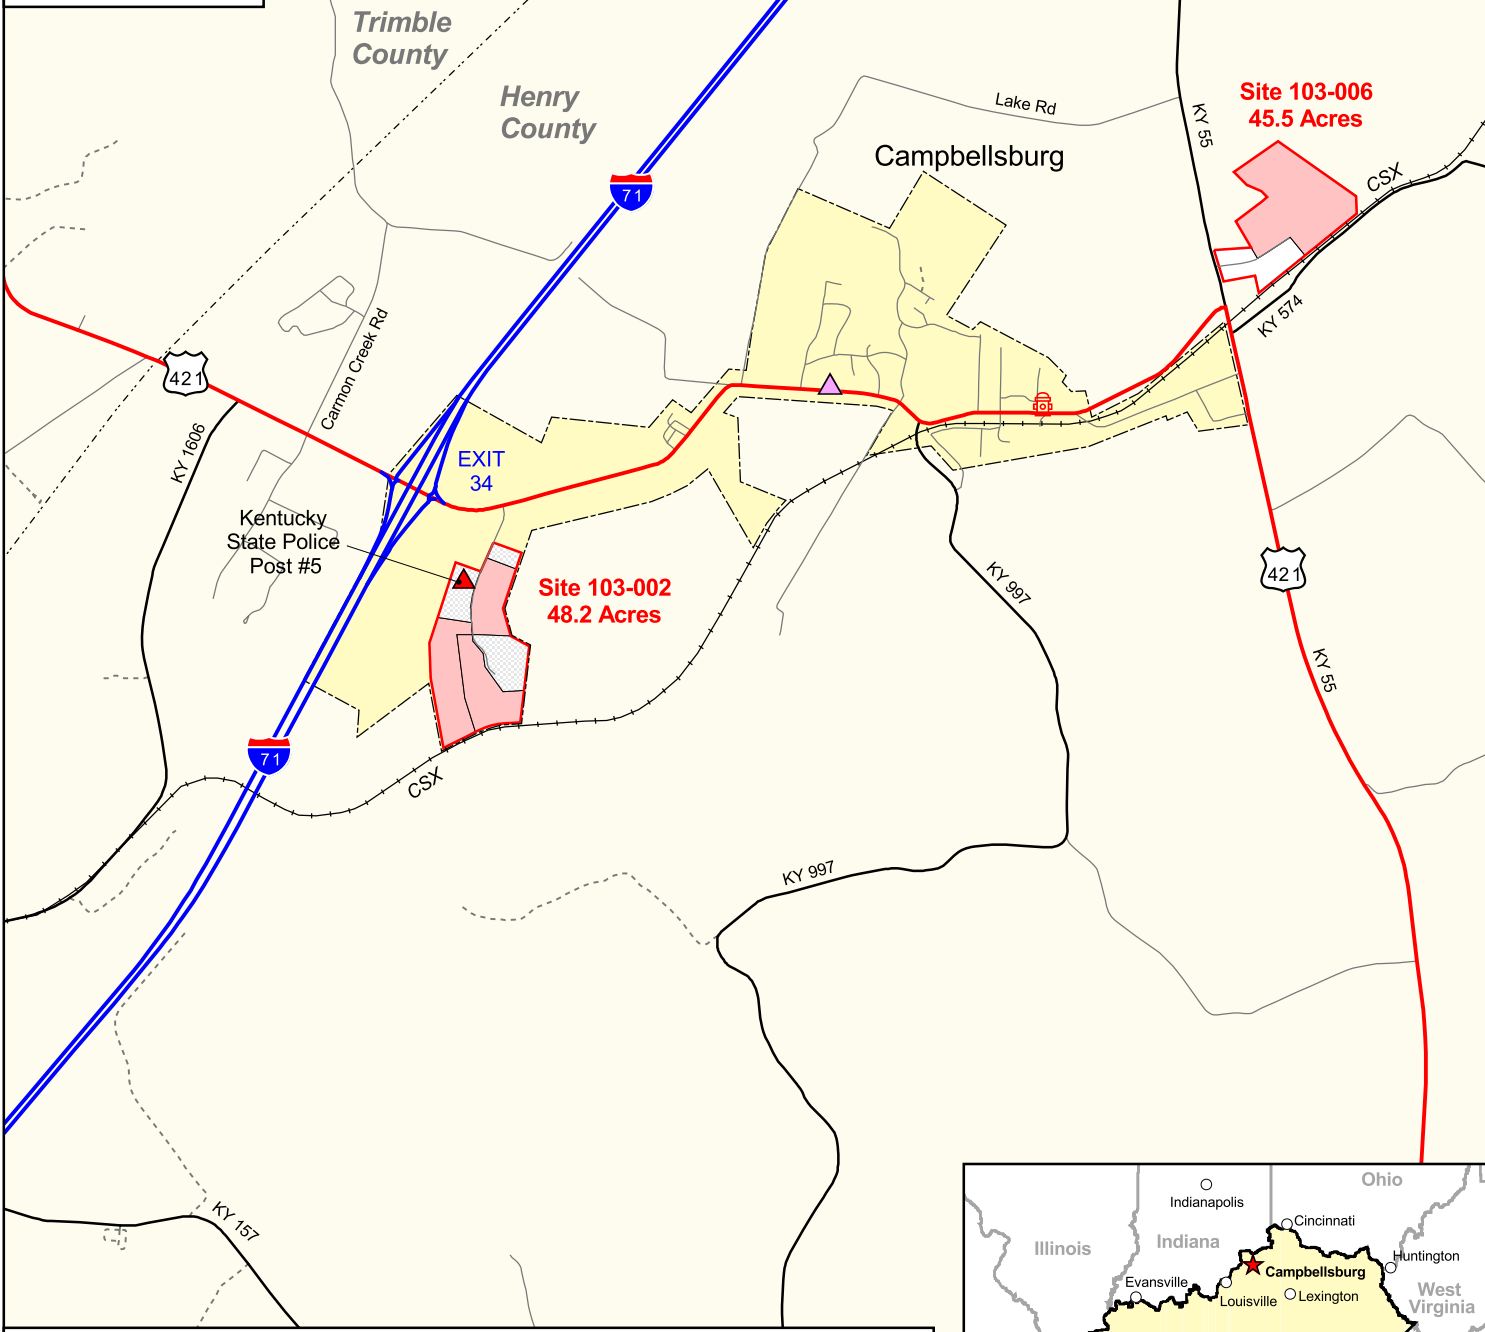 Trimble
County
Henry
County
71
Lake Rd
KY 55
Site 103-006
45.5 Acres
Campbellsburg
CSX
KY 574
421
Carmon Creek Rd
KY 1606
EXIT
34
Kentucky
State Police
Post #5
Site 103-002
48.2 Acres
KY 997
421
KY 55
71
CSX
KY 997
KY 157
Indianapolis
Ohio
Cincinnati
Illinois
Indiana
Huntington
Campbellsburg
Evansville
Louisville
Lexington
West
Virginia